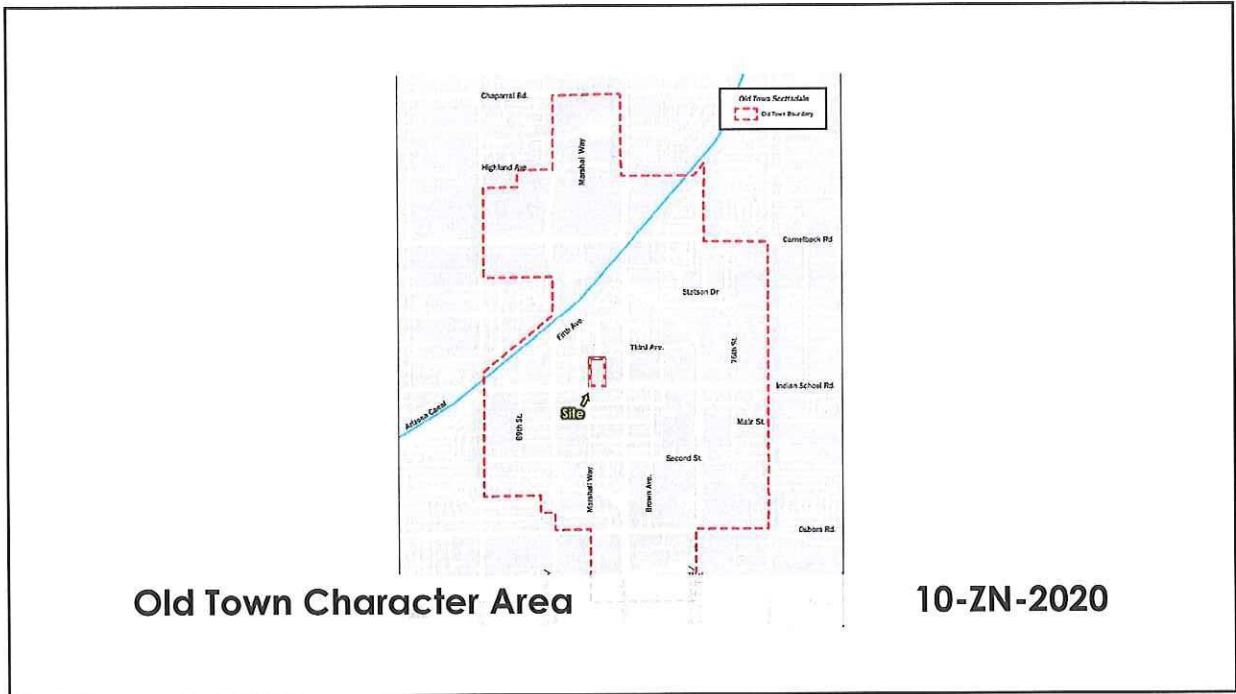 Chaparral Rd.
Old Town Scottsdale
Old Town Boundary
Marshall Way
Highland Ave
Camelback Rd
Stetson Dr
Fifth Ave.
Third Ave.
75th St.
Indian School Rd.
Site
Arizona Canal
69th St.
Main St.
Second St.
Marshall Way
Brown Ave.
Osborn Rd.
Old Town Character Area
10-ZN-2020